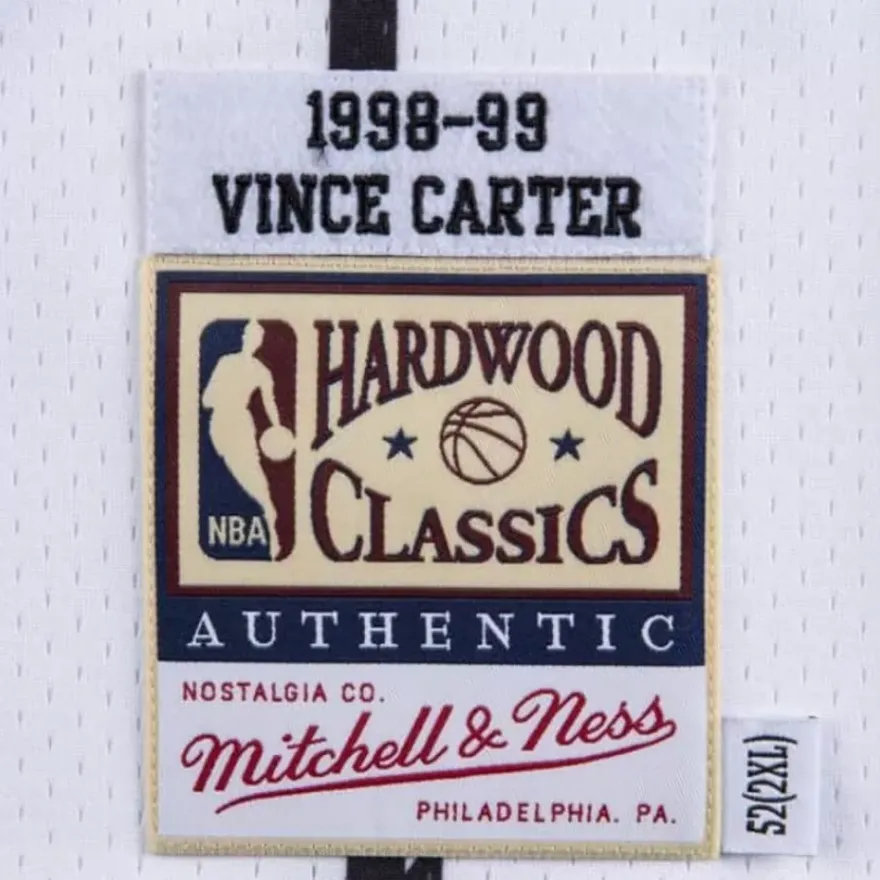 1998-99
VINCE CARTER
HARDWOOD
CLASSICS
NBA
AUTHENTIC
NOSTALGIA CO.
Mitchell & Ness
PHILADELPHIA. PA.
52(2XL)